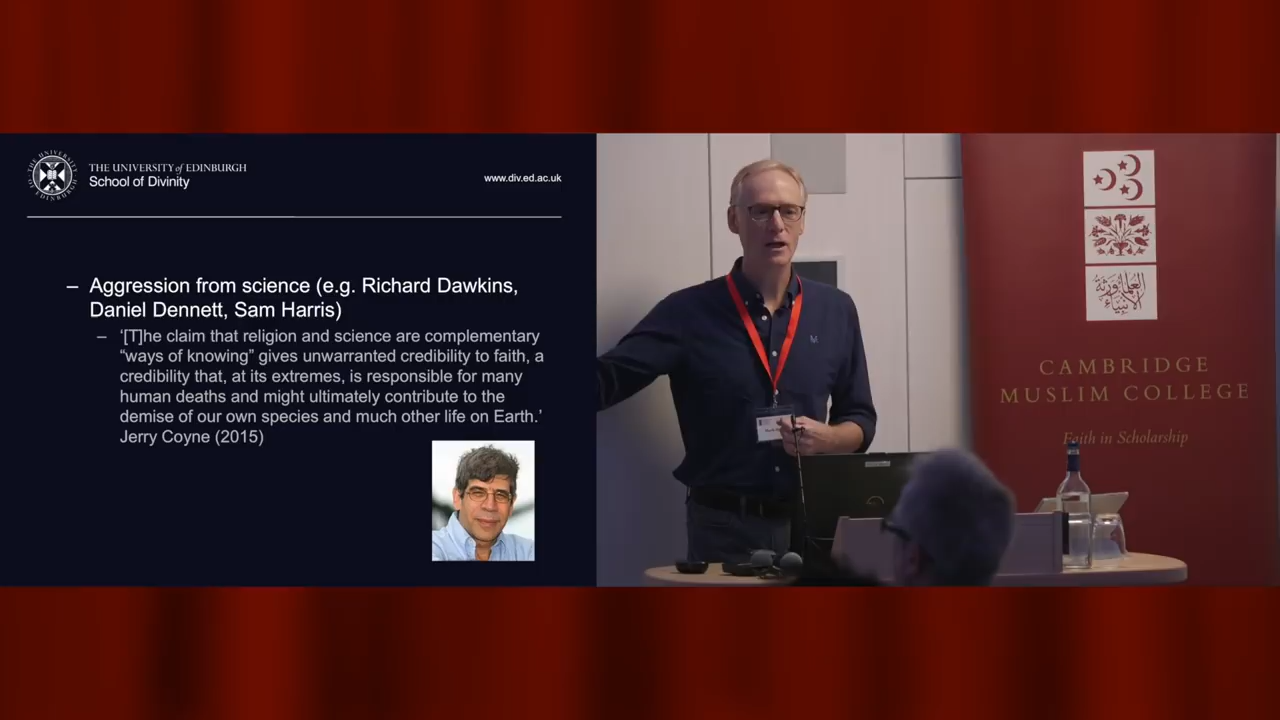 THE UNIVERSITY of EDINBURGH
School of Divinity
www.div.ed.ac.uk
– Aggression from science (e.g. Richard Dawkins,
Daniel Dennett, Sam Harris)
– ‘[T]he claim that religion and science are complementary
“ways of knowing” gives unwarranted credibility to faith, a
credibility that, at its extremes, is responsible for many
human deaths and might ultimately contribute to the
demise of our own species and much other life on Earth.’
Jerry Coyne (2015)
العلماء ورثة
الأنبياء
CAMBRIDGE
MUSLIM COLLEGE
Faith in Scholarship